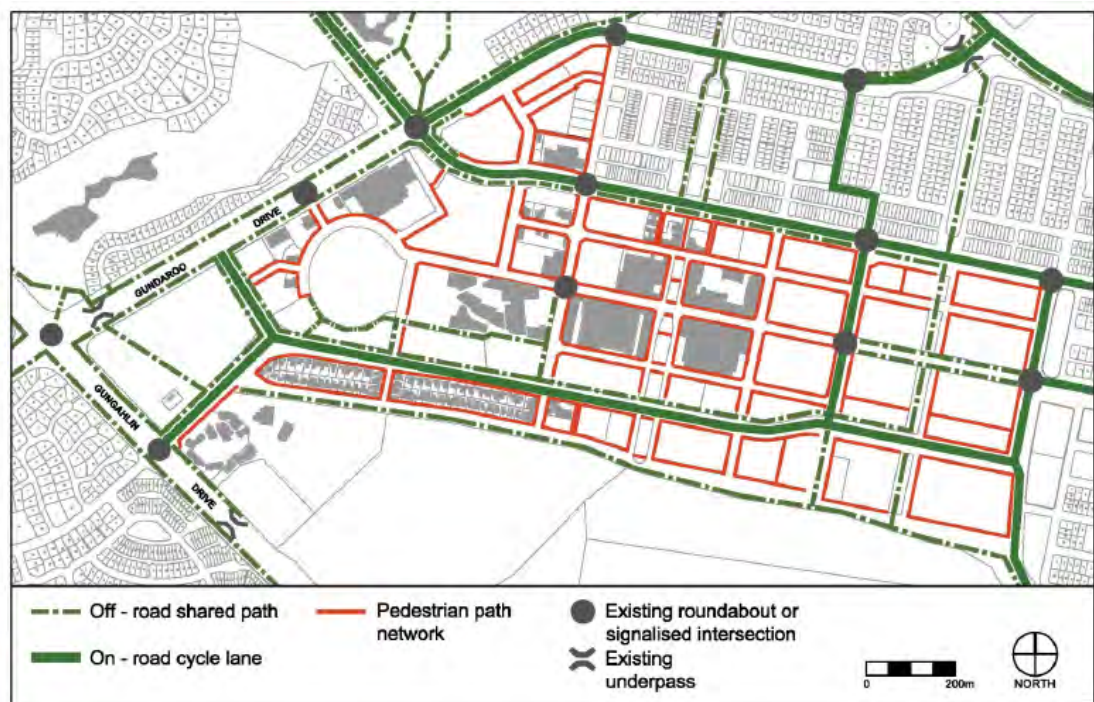 GUNDAROO
DRIVE
GUNGAHLIN
DRIVE
Off - road shared path
On - road cycle lane
Pedestrian path
network
Existing roundabout or
signalised intersection
Existing
underpass
0 200m
NORTH